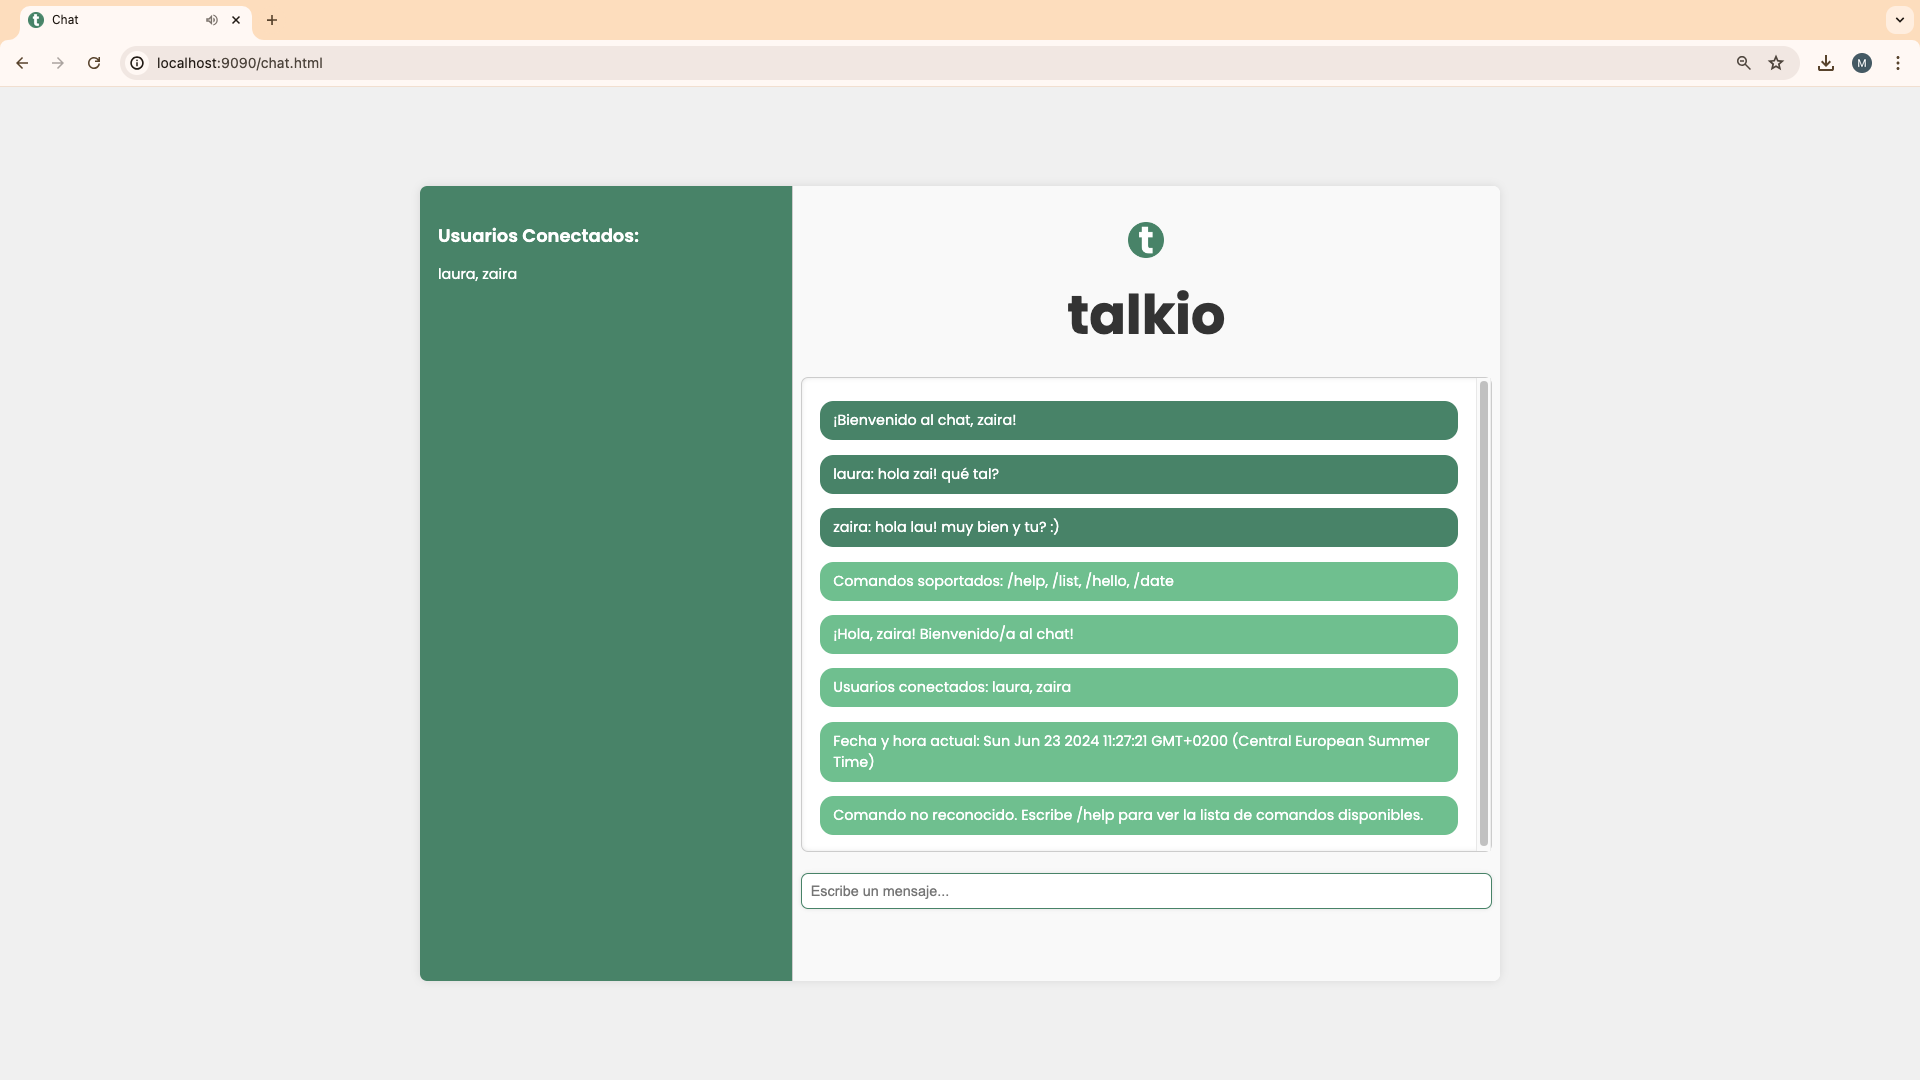 Chat
localhost:9090/chat.html
M
Usuarios Conectados:
laura, zaira
t
talkio
¡Bienvenido al chat, zaira!
laura: hola zai! qué tal?
zaira: hola lau! muy bien y tu? :)
Comandos soportados: /help, /list, /hello, /date
¡Hola, zaira! Bienvenido/a al chat!
Usuarios conectados: laura, zaira
Fecha y hora actual: Sun Jun 23 2024 11:27:21 GMT+0200 (Central European Summer
Time)
Comando no reconocido. Escribe /help para ver la lista de comandos disponibles.
Escribe un mensaje...